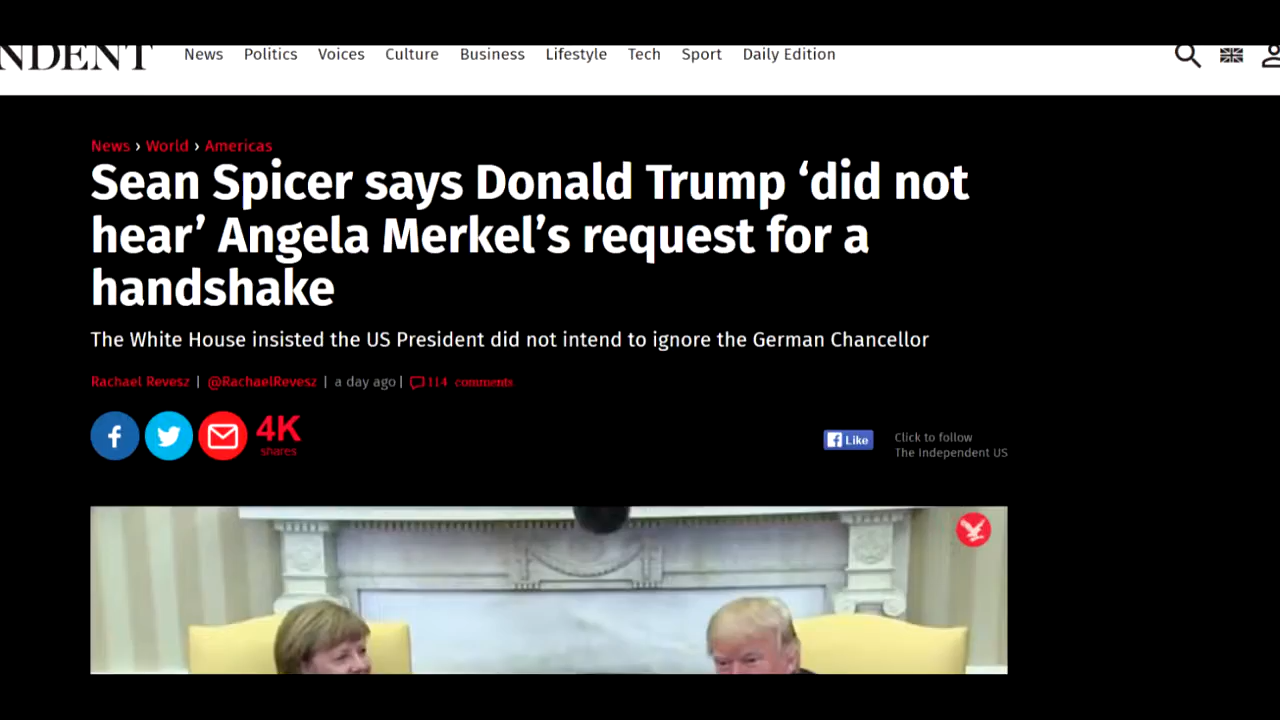 NDENT News Politics Voices Culture Business Lifestyle Tech Sport Daily Edition
News › World › Americas
Sean Spicer says Donald Trump ‘did not
hear’ Angela Merkel’s request for a
handshake
The White House insisted the US President did not intend to ignore the German Chancellor
Rachael Revesz | @RachaelRevesz | a day ago | 114 comments
4K
shares
Like
Click to follow
The Independent US